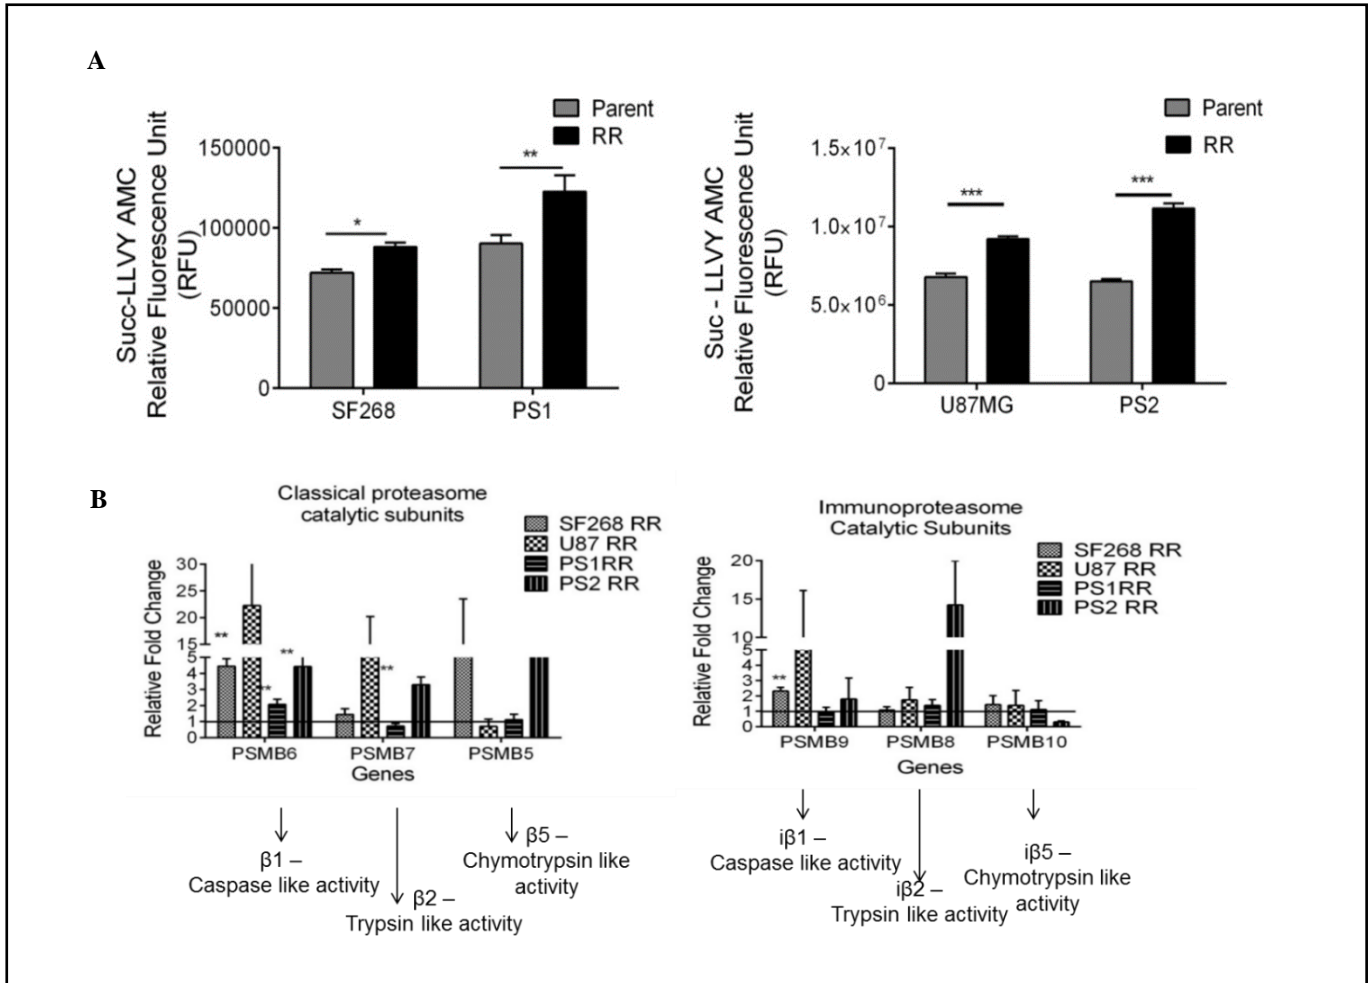 A
Parent
RR
Succ-LLVY AMC
Relative Fluorescence Unit
(RFU)
150000
100000
50000
0
*
**
SF268
PS1
Parent
RR
Suc - LLVY AMC
Relative Fluorescence Unit
(RFU)
1.5×10⁷
1.0×10⁷
5.0×10⁶
0
***
***
U87MG
PS2
B
Classical proteasome
catalytic subunits
SF268 RR
U87 RR
PS1RR
PS2 RR
Relative Fold Change
30
25
20
15
5
4
3
2
1
0
**
**
**
**
PSMB6
PSMB7
PSMB5
Genes
β1 –
Caspase like activity
β2 –
Trypsin like activity
β5 –
Chymotrypsin like
activity
Immunoproteasome
Catalytic Subunits
SF268 RR
U87 RR
PS1RR
PS2 RR
Relative Fold Change
20
15
10
5
4
3
2
1
0
**
PSMB9
PSMB8
PSMB10
Genes
iβ1 –
Caspase like activity
iβ2 –
Trypsin like activity
iβ5 –
Chymotrypsin like
activity